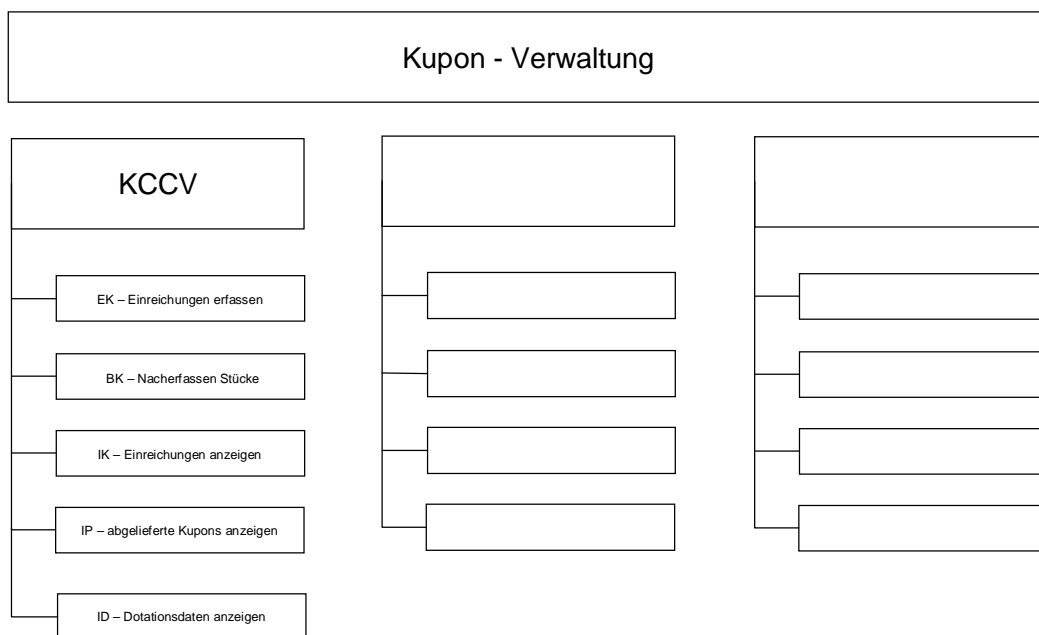 Kupon - Verwaltung
KCCV
EK – Einreichungen erfassen
BK – Nacherfassen Stücke
IK – Einreichungen anzeigen
IP – abgelieferte Kupons anzeigen
ID – Dotationsdaten anzeigen